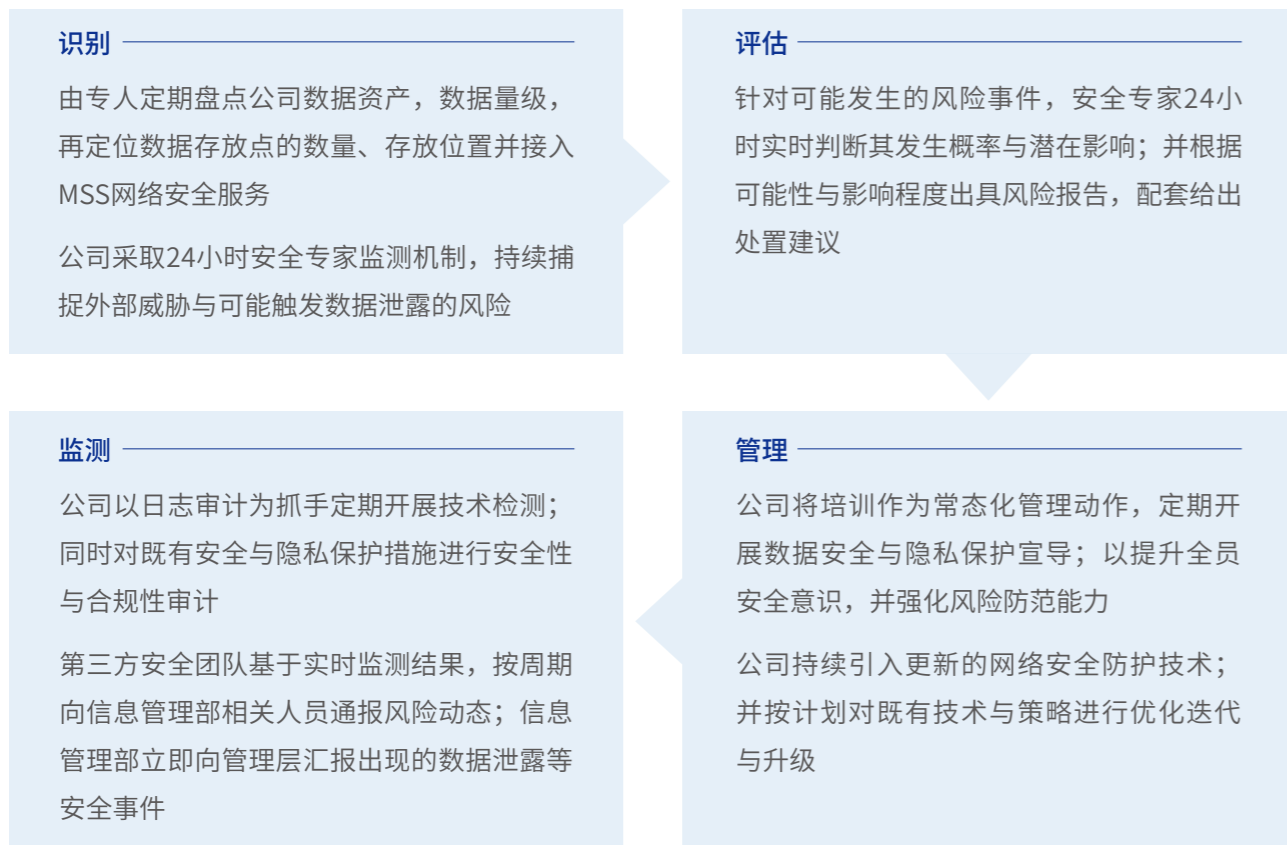 识别
由专人定期盘点公司数据资产，数据量级，
再定位数据存放点的数量、存放位置并接入
MSS网络安全服务
公司采取24小时安全专家监测机制，持续捕
捉外部威胁与可能触发数据泄露的风险
评估
针对可能发生的风险事件，安全专家24小
时实时判断其发生概率与潜在影响；并根据
可能性与影响程度出具风险报告，配套给出
处置建议
管理
公司将培训作为常态化管理动作，定期开
展数据安全与隐私保护宣导；以提升全员
安全意识，并强化风险防范能力
公司持续引入更新的网络安全防护技术；
并按计划对既有技术与策略进行优化迭代
与升级
监测
公司以日志审计为抓手定期开展技术检测；
同时对既有安全与隐私保护措施进行安全性
与合规性审计
第三方安全团队基于实时监测结果，按周期
向信息管理部相关人员通报风险动态；信息
管理部立即向管理层汇报出现的数据泄露等
安全事件